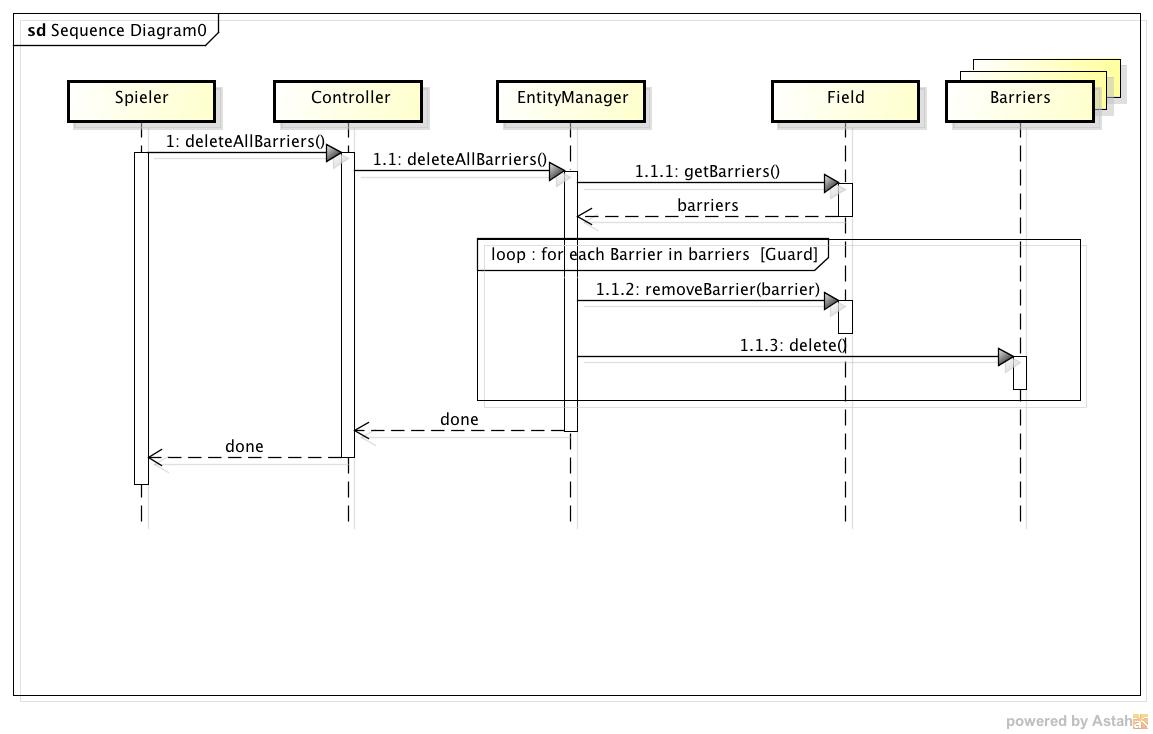 sd Sequence Diagram0
Spieler
Controller
EntityManager
Field
Barriers
1: deleteAllBarriers()
1.1: deleteAllBarriers()
1.1.1: getBarriers()
barriers
loop : for each Barrier in barriers [Guard]
1.1.2: removeBarrier(barrier)
1.1.3: delete()
done
done
powered by Astah